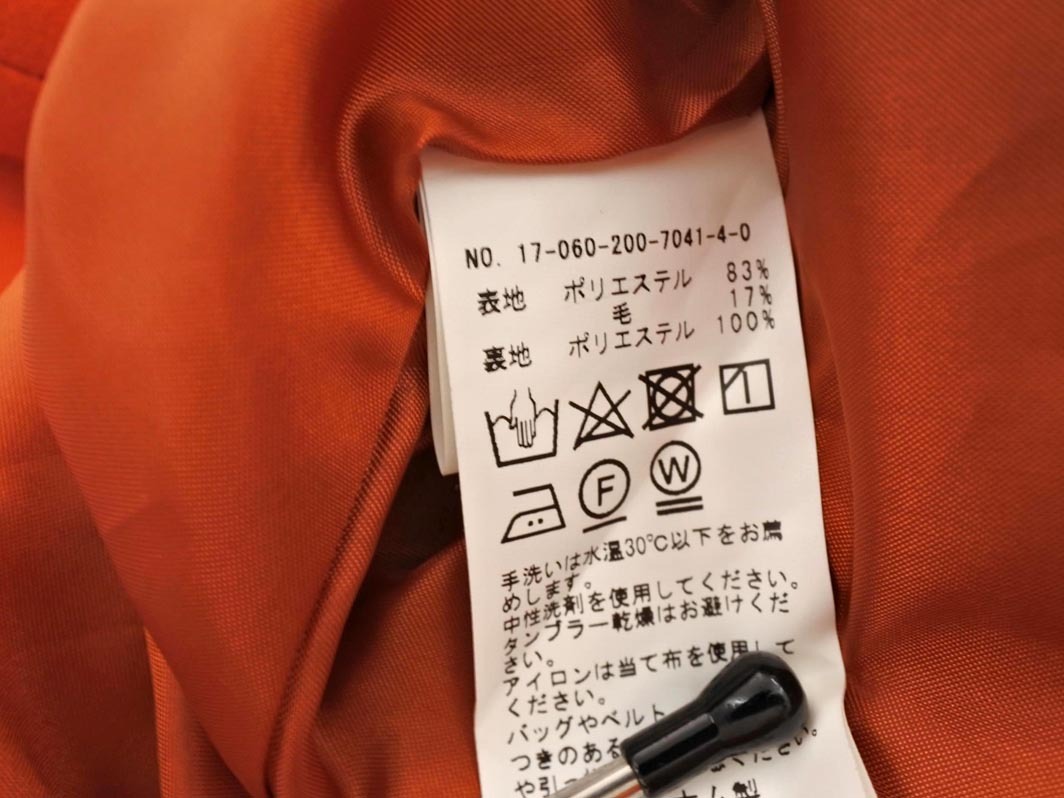 NO. 17-060-200-7041-4-0
表地 ポリエステル 83%
毛 17%
裏地 ポリエステル 100%
F W
手洗いは水温30℃以下をお薦
めします。
中性洗剤を使用してください。
タンブラー乾燥はお避けくだ
さい。
アイロンは当て布を使用して
ください。
バッグやベルト
つきのある
や引っ